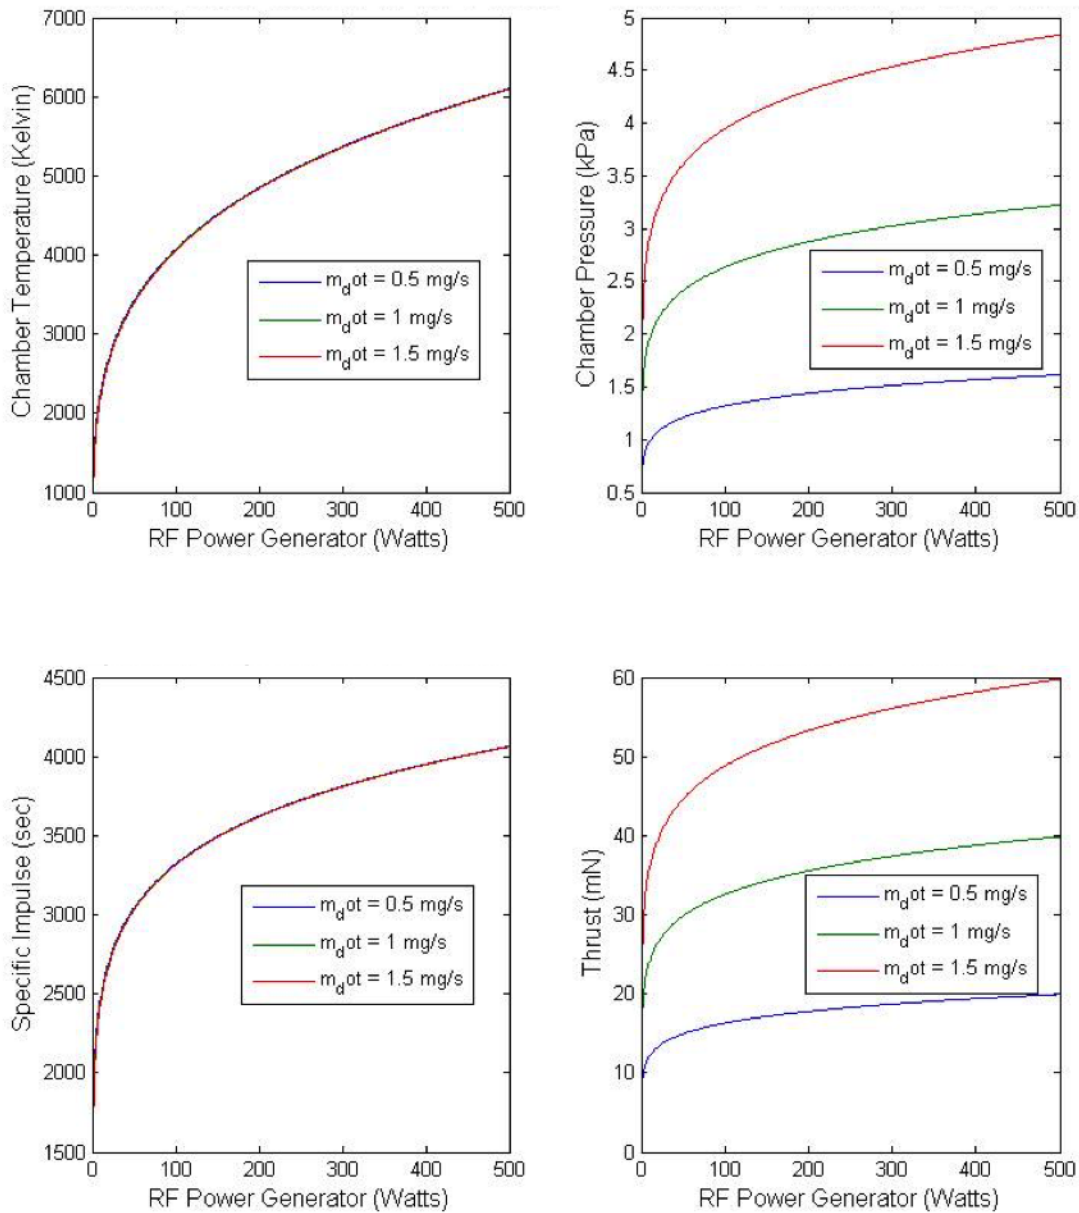 7000
6000
5000
4000
3000
2000
1000
Chamber Temperature (Kelvin)
m_dot = 0.5 mg/s
m_dot = 1 mg/s
m_dot = 1.5 mg/s
0 100 200 300 400 500
RF Power Generator (Watts)
5
4.5
4
3.5
3
2.5
2
1.5
1
0.5
Chamber Pressure (kPa)
m_dot = 0.5 mg/s
m_dot = 1 mg/s
m_dot = 1.5 mg/s
0 100 200 300 400 500
RF Power Generator (Watts)
4500
4000
3500
3000
2500
2000
1500
Specific Impulse (sec)
m_dot = 0.5 mg/s
m_dot = 1 mg/s
m_dot = 1.5 mg/s
0 100 200 300 400 500
RF Power Generator (Watts)
60
50
40
30
20
10
0
Thrust (mN)
m_dot = 0.5 mg/s
m_dot = 1 mg/s
m_dot = 1.5 mg/s
0 100 200 300 400 500
RF Power Generator (Watts)